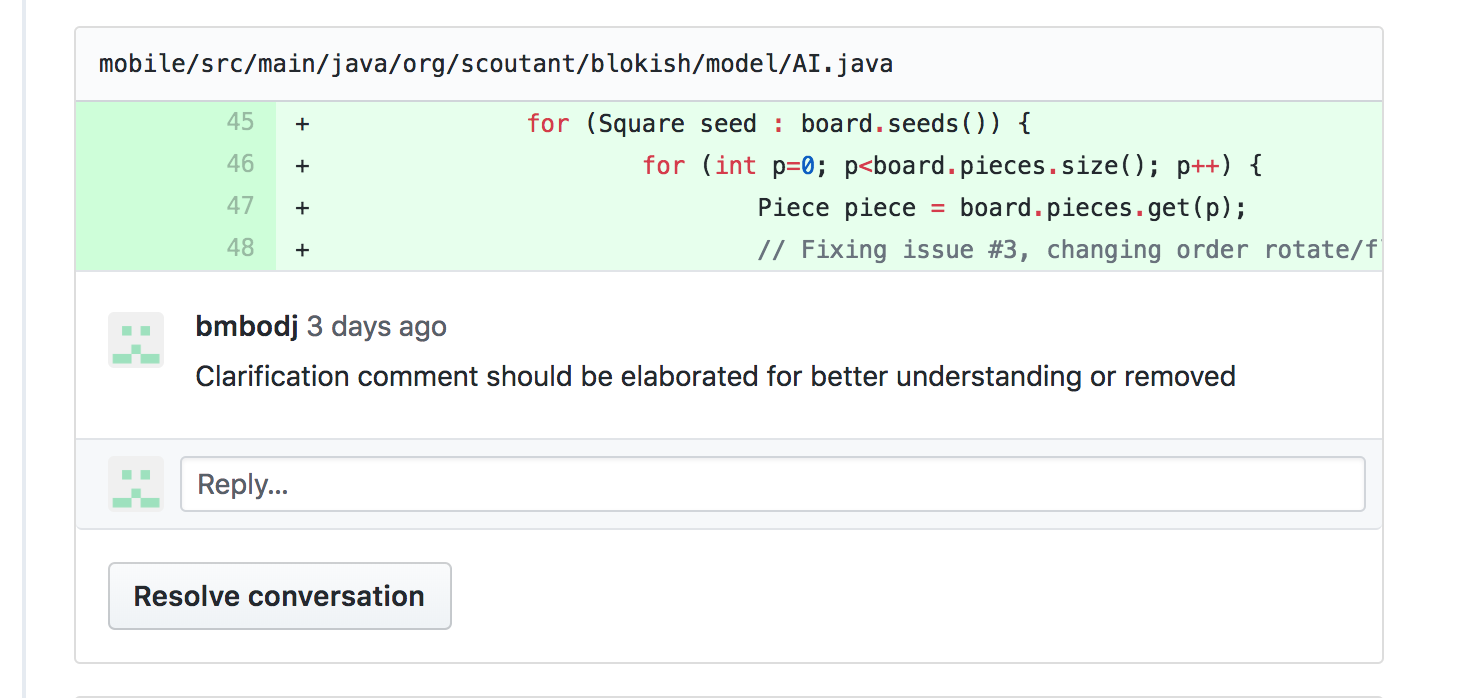 mobile/src/main/java/org/scoutant/blokish/model/AI.java
45 + for (Square seed : board.seeds()) {
46 + for (int p=0; p<board.pieces.size(); p++) {
47 + Piece piece = board.pieces.get(p);
48 + // Fixing issue #3, changing order rotate/f
bmbodj 3 days ago
Clarification comment should be elaborated for better understanding or removed
Reply...
Resolve conversation